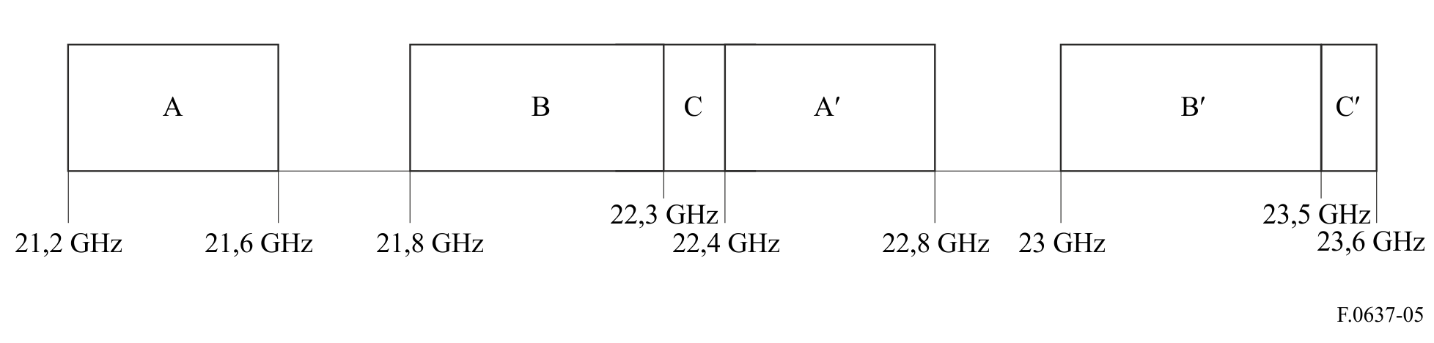 A B C A′ B′ C′
22,3 GHz 23,5 GHz
21,2 GHz 21,6 GHz 21,8 GHz 22,4 GHz 22,8 GHz 23 GHz 23,6 GHz
F.0637-05